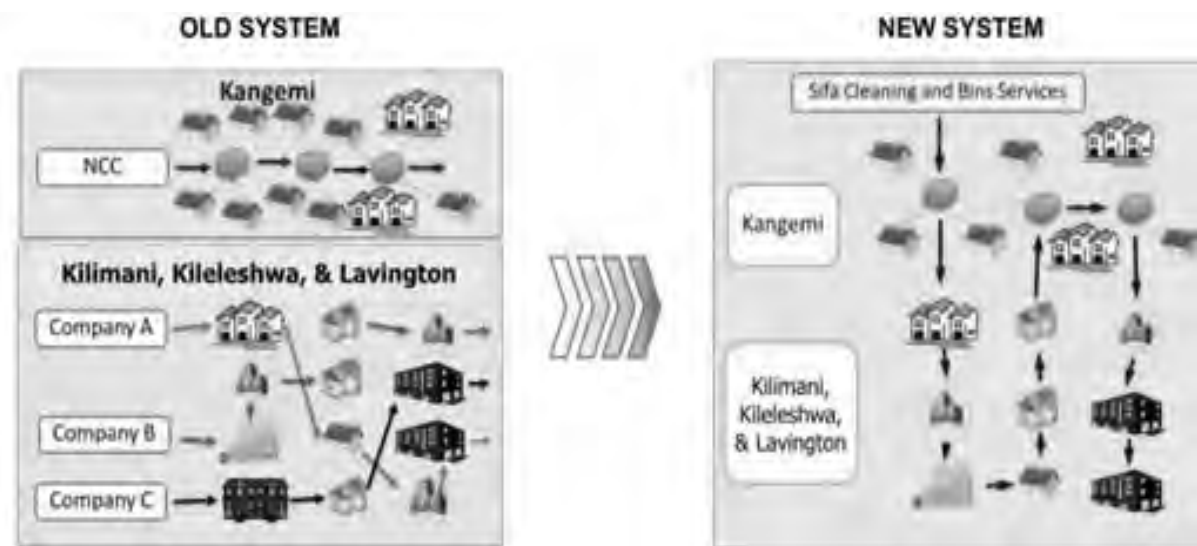 OLD SYSTEM
Kangemi
NCC
Kilimani, Kileleshwa, & Lavington
Company A
Company B
Company C
NEW SYSTEM
Sifa Cleaning and Bins Services
Kangemi
Kilimani,
Kileleshwa,
& Lavington